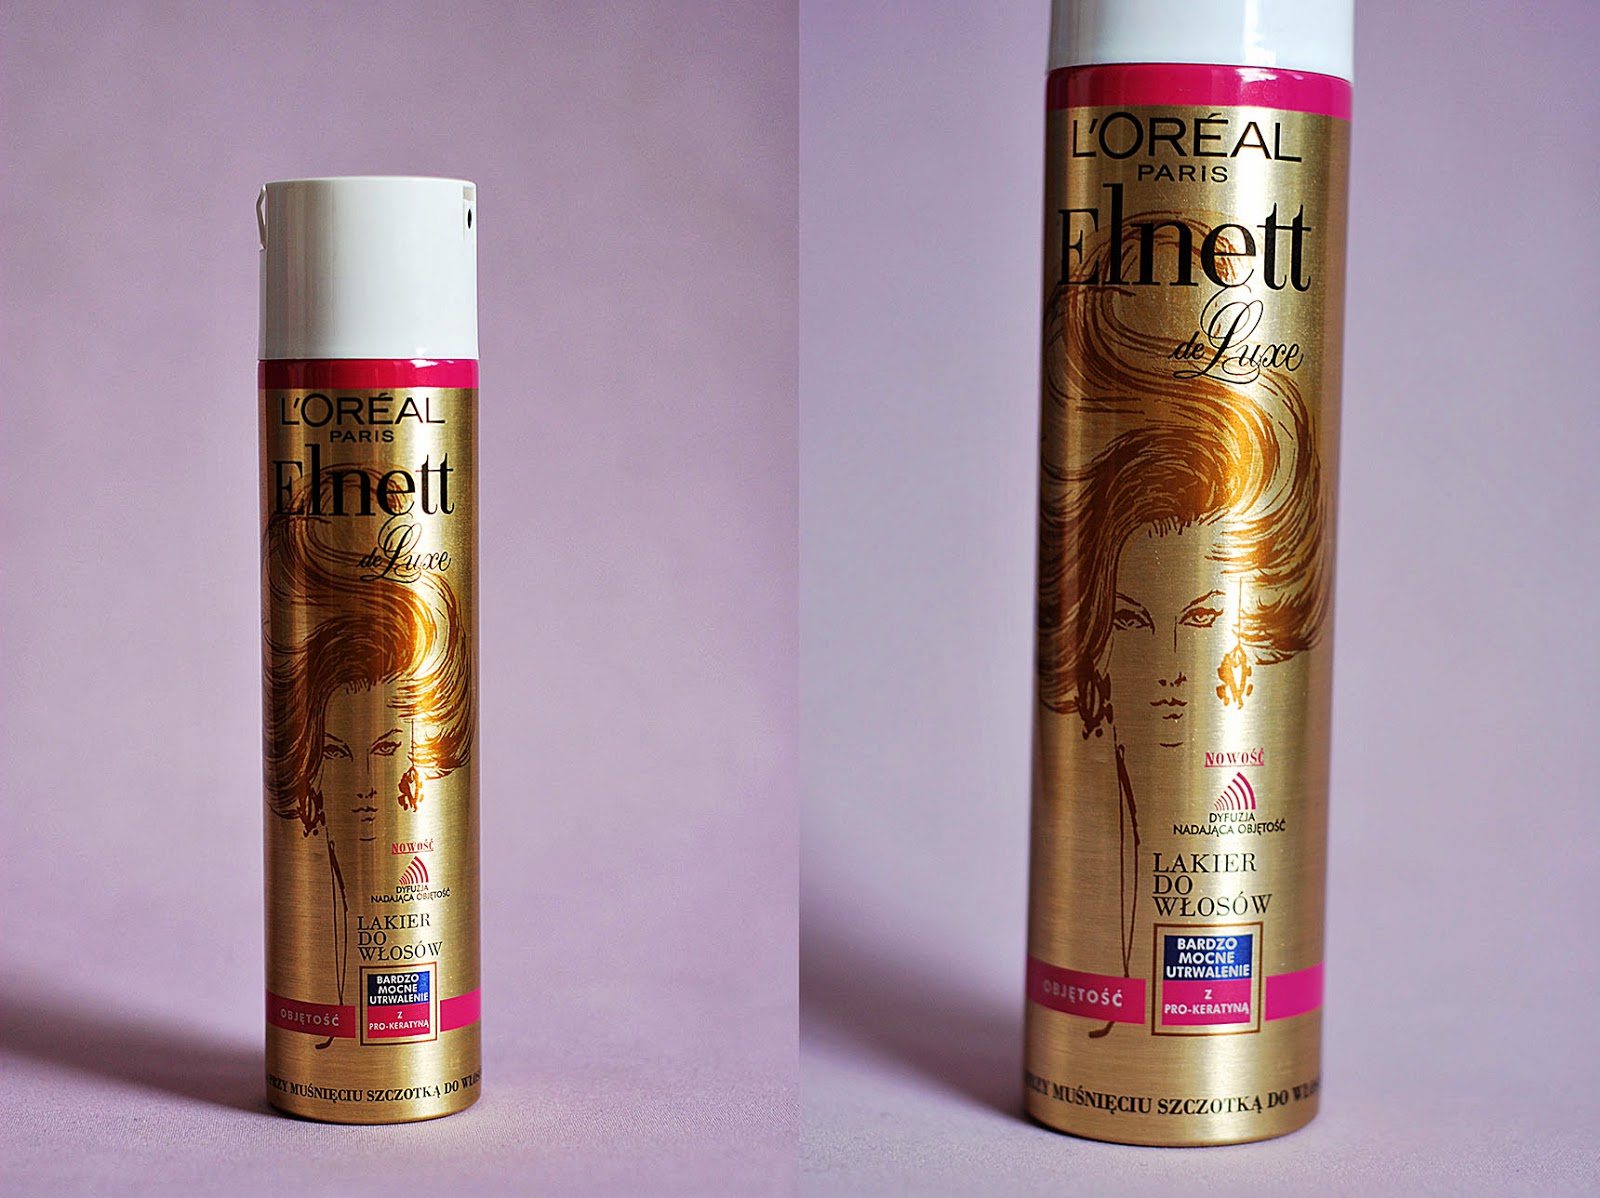 L'ORÉAL
PARIS
Elnett
de Luxe
NOWOŚĆ
DYFUZJA
NADAJĄCA OBJĘTOŚĆ
LAKIER
DO
WŁOSÓW
BARDZO
MOCNE
UTRWALENIE
Z
PRO-KERATYNĄ
OBJĘTOŚĆ
PRZY MUŚNIĘCIU SZCZOTKĄ DO
L'ORÉAL
PARIS
Elnett
de Luxe
NOWOŚĆ
DYFUZJA
NADAJĄCA OBJĘTOŚĆ
LAKIER
DO
WŁOSÓW
BARDZO
MOCNE
UTRWALENIE
Z
PRO-KERATYNĄ
OBJĘTOŚĆ
PRZY MUŚNIĘCIU SZCZOTKĄ DO